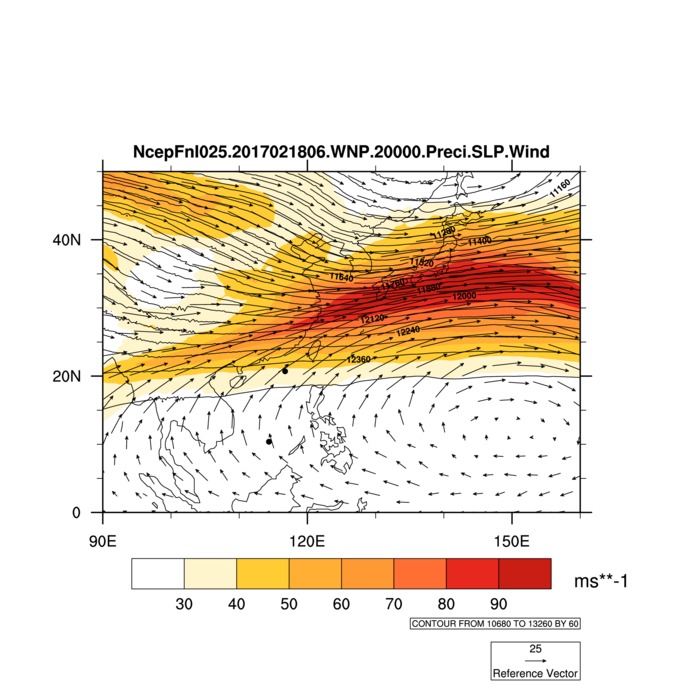 NcepFnl025.2017021806.WNP.20000.Preci.SLP.Wind
11160
40N
11280
11400
11520
11640
11760
11880
12000
12120
12240
12360
20N
0
90E 120E 150E
ms**-1
30 40 50 60 70 80 90
CONTOUR FROM 10680 TO 13260 BY 60
25
Reference Vector